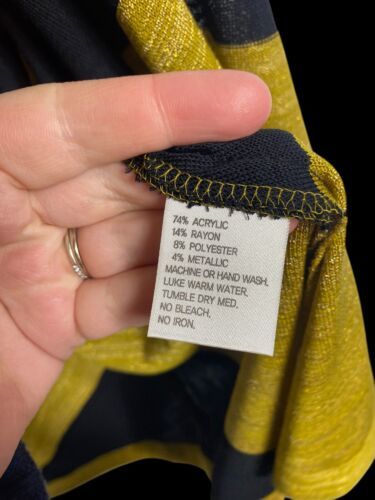 74% ACRYLIC
14% RAYON
8% POLYESTER
4% METALLIC
MACHINE OR HAND WASH.
LUKE WARM WATER.
TUMBLE DRY MED.
NO BLEACH.
NO IRON.